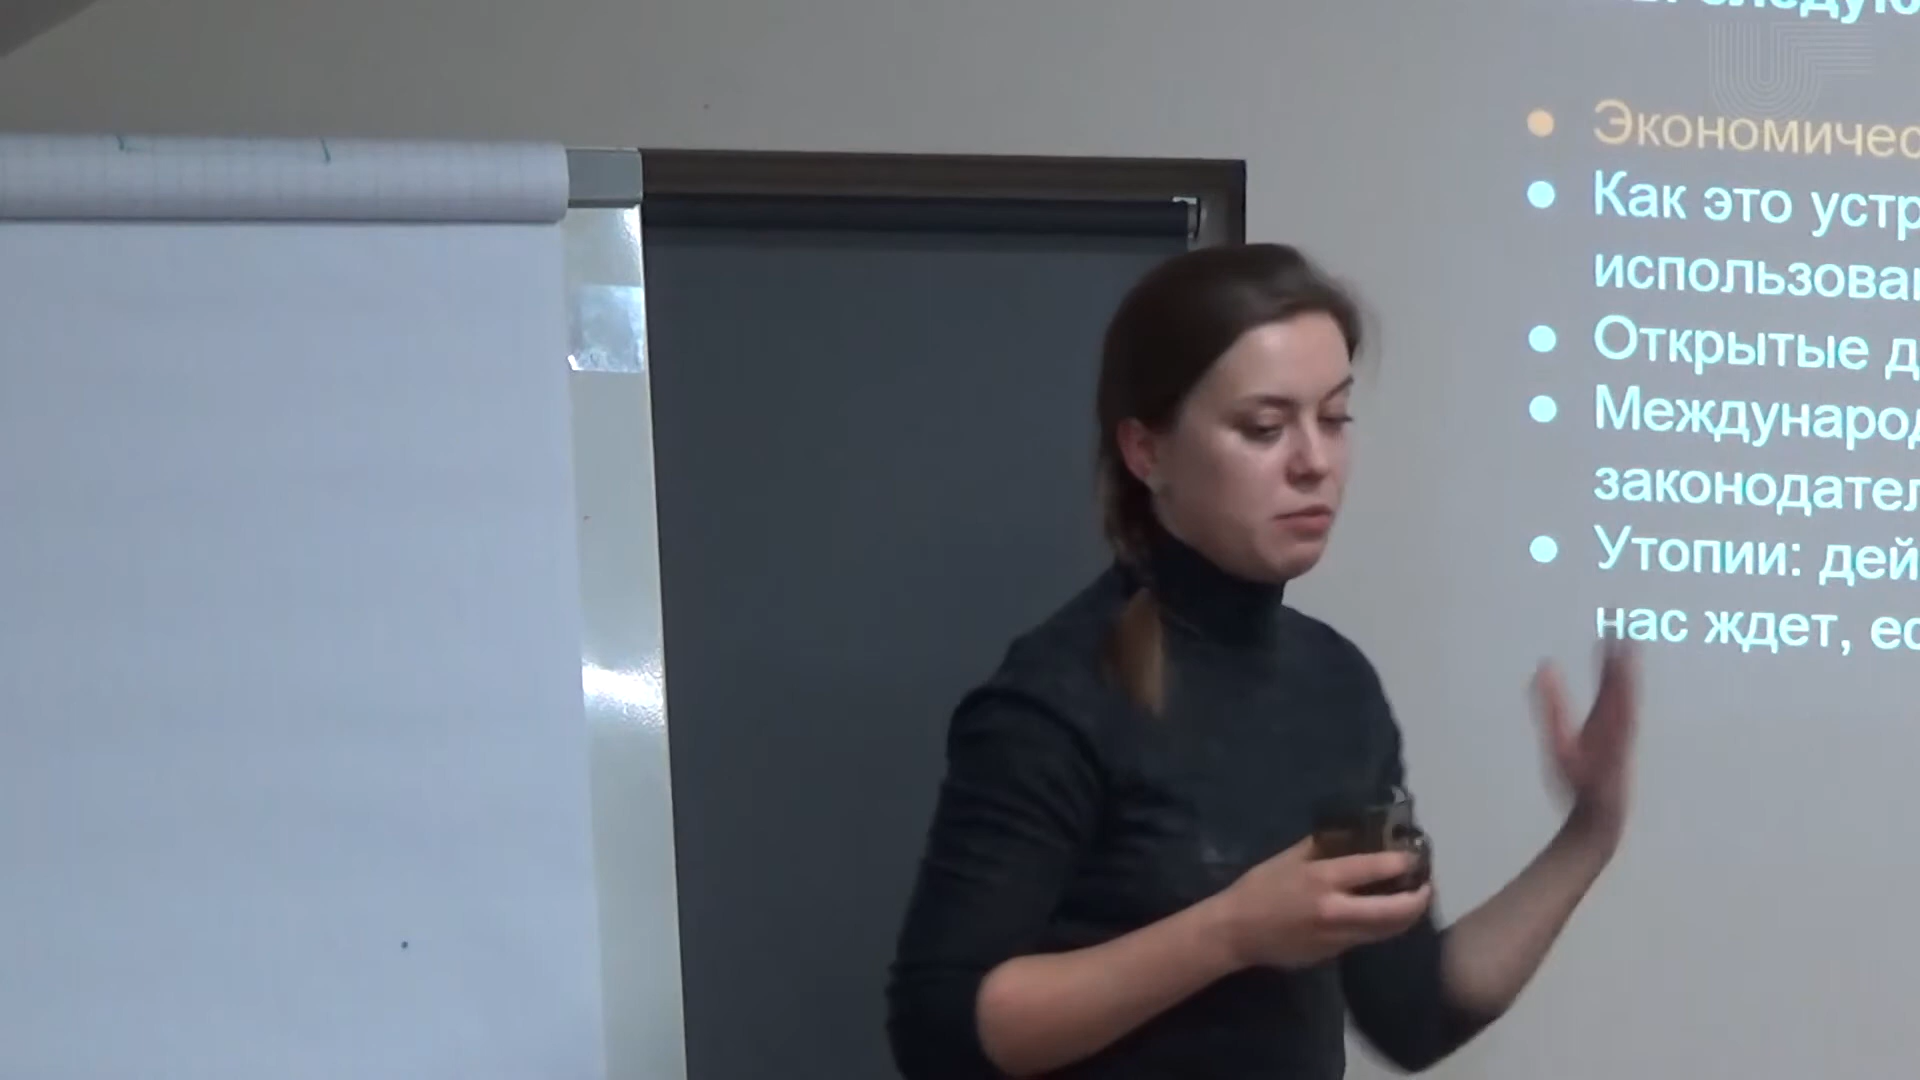 Экономичес
Как это устр
использова
Открытые д
Международ
законодател
Утопии: дей
нас ждет, ес